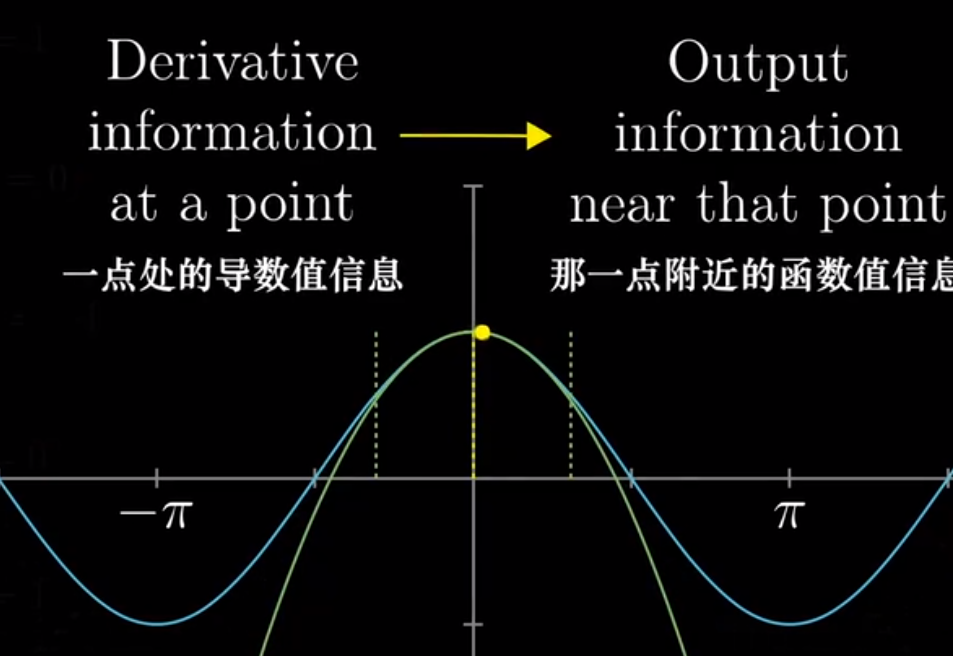 Derivative
information
at a point
一点处的导数值信息
Output
information
near that point
那一点附近的函数值信息
−π
π